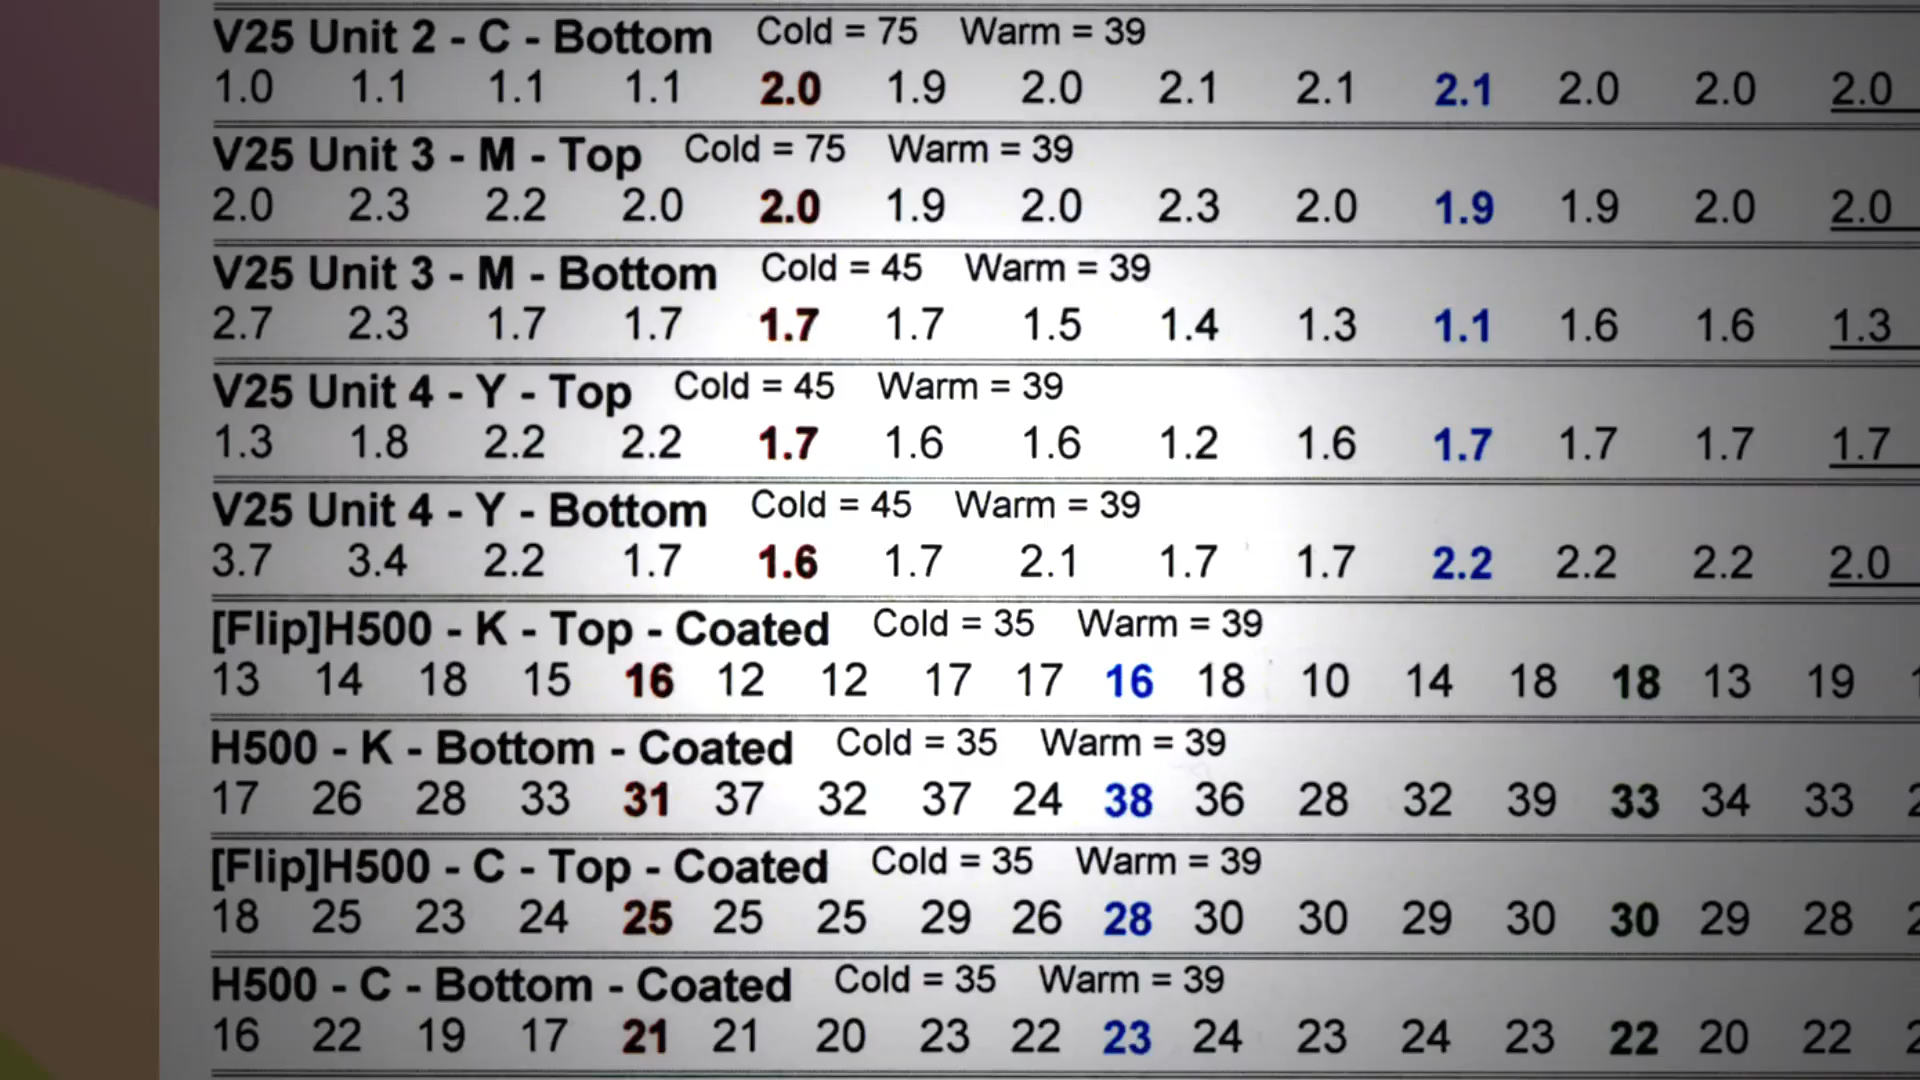 V25 Unit 2 - C - Bottom Cold = 75 Warm = 39
1.0 1.1 1.1 1.1 2.0 1.9 2.0 2.1 2.1 2.1 2.0 2.0 2.0
V25 Unit 3 - M - Top Cold = 75 Warm = 39
2.0 2.3 2.2 2.0 2.0 1.9 2.0 2.3 2.0 1.9 1.9 2.0 2.0
V25 Unit 3 - M - Bottom Cold = 45 Warm = 39
2.7 2.3 1.7 1.7 1.7 1.7 1.5 1.4 1.3 1.1 1.6 1.6 1.3
V25 Unit 4 - Y - Top Cold = 45 Warm = 39
1.3 1.8 2.2 2.2 1.7 1.6 1.6 1.2 1.6 1.7 1.7 1.7 1.7
V25 Unit 4 - Y - Bottom Cold = 45 Warm = 39
3.7 3.4 2.2 1.7 1.6 1.7 2.1 1.7 1.7 2.2 2.2 2.2 2.0
[Flip]H500 - K - Top - Coated Cold = 35 Warm = 39
13 14 18 15 16 12 12 17 17 16 18 10 14 18 18 13 19
H500 - K - Bottom - Coated Cold = 35 Warm = 39
17 26 28 33 31 37 32 37 24 38 36 28 32 39 33 34 33
[Flip]H500 - C - Top - Coated Cold = 35 Warm = 39
18 25 23 24 25 25 25 29 26 28 30 30 29 30 30 29 28
H500 - C - Bottom - Coated Cold = 35 Warm = 39
16 22 19 17 21 21 20 23 22 23 24 23 24 23 22 20 22